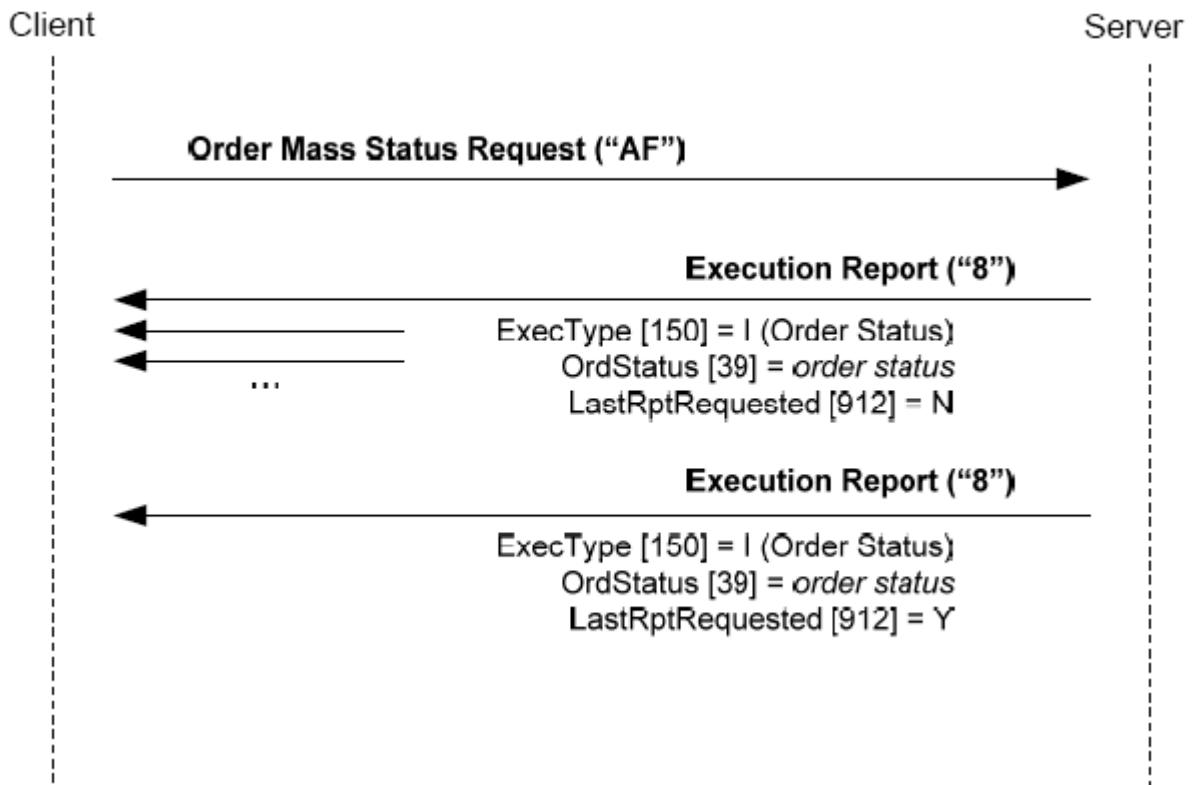 Client
Server
Order Mass Status Request (“AF”)
Execution Report (“8”)
ExecType [150] = I (Order Status)
OrdStatus [39] = order status
...
LastRptRequested [912] = N
Execution Report (“8”)
ExecType [150] = I (Order Status)
OrdStatus [39] = order status
LastRptRequested [912] = Y